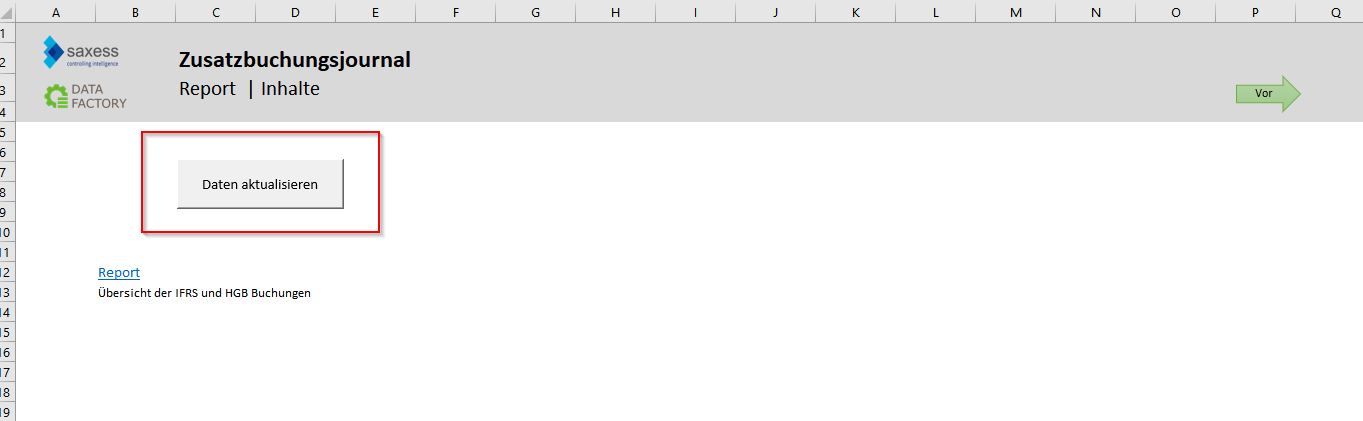 A B C D E F G H I J K L M N O P Q
1
2
3
4
5
6
7
8
9
10
11
12
13
14
15
16
17
18
19
saxess
controlling intelligence
DATA
FACTORY
Zusatzbuchungsjournal
Report | Inhalte
Vor
Daten aktualisieren
Report
Übersicht der IFRS und HGB Buchungen